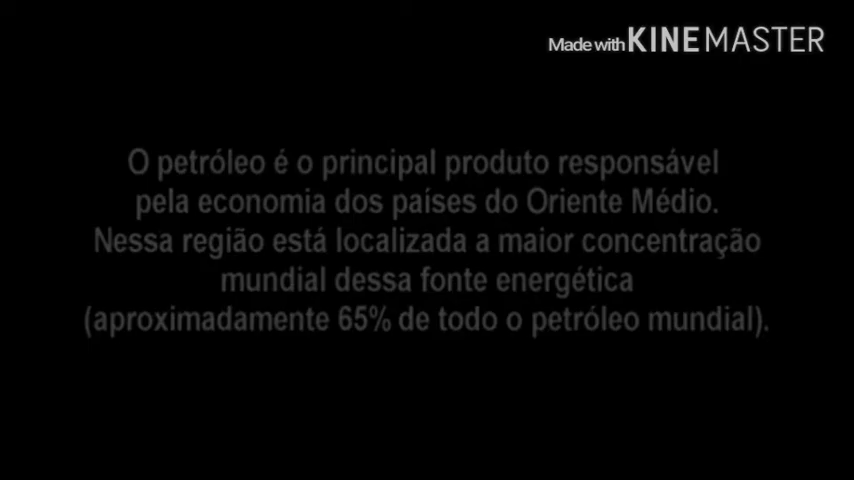 Made with KINEMASTER
O petróleo é o principal produto responsável
pela economia dos países do Oriente Médio.
Nessa região está localizada a maior concentração
mundial dessa fonte energética
(aproximadamente 65% de todo o petróleo mundial).